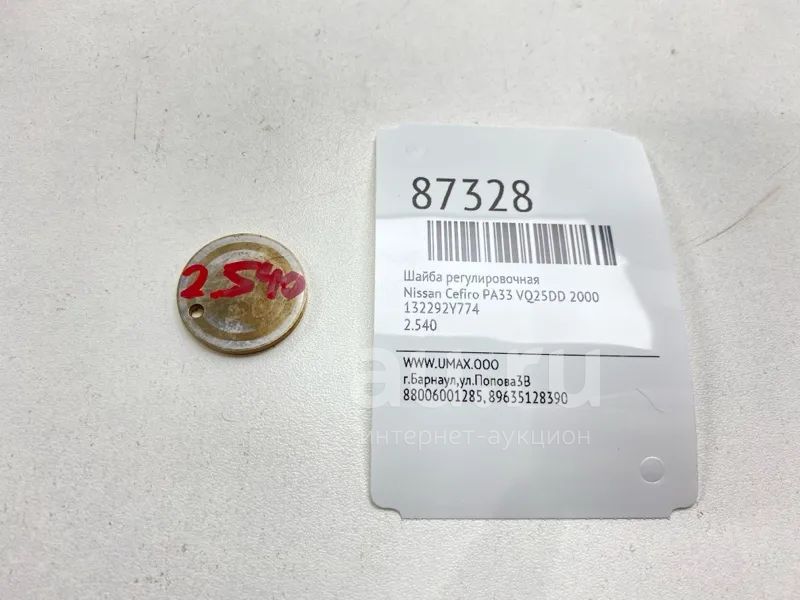 2.540
87328
Шайба регулировочная
Nissan Cefiro PA33 VQ25DD 2000
132292Y774
2.540
WWW.UMAX.OOO
г.Барнаул,ул.Попова3В
88006001285, 89635128390
интернет-аукцион